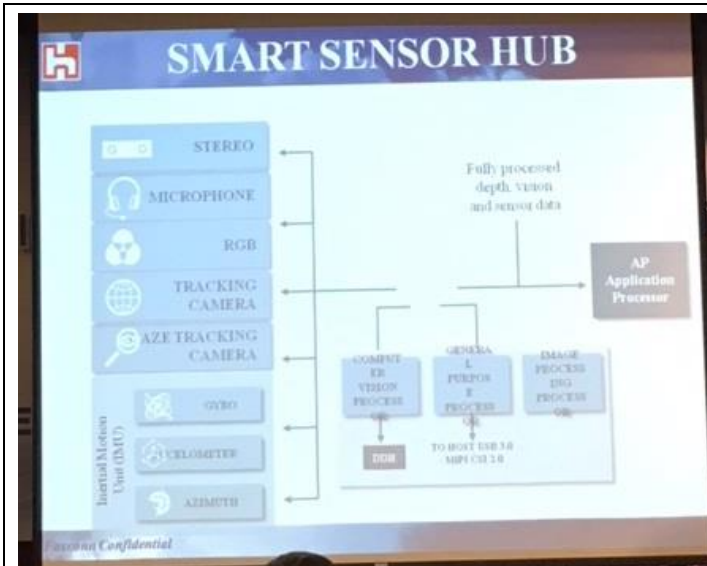 SMART SENSOR HUB
STEREO
MICROPHONE
RGB
TRACKING
CAMERA
AZE TRACKING
CAMERA
Inertial Motion
Unit (IMU)
GYRO
CELOMETER
AZIMUTH
Fully processed
depth, vision
and sensor data
AP
Application
Processor
COMPUT
ER
VISION
PROCESS
OR
GENERA
L
PURPOS
E
PROCESS
OR
IMAGE
PROCESS
ING
PROCESS
OR
DDR
TO HOST USB 3.0
MIPI CSI 2.0
Foxconn Confidential